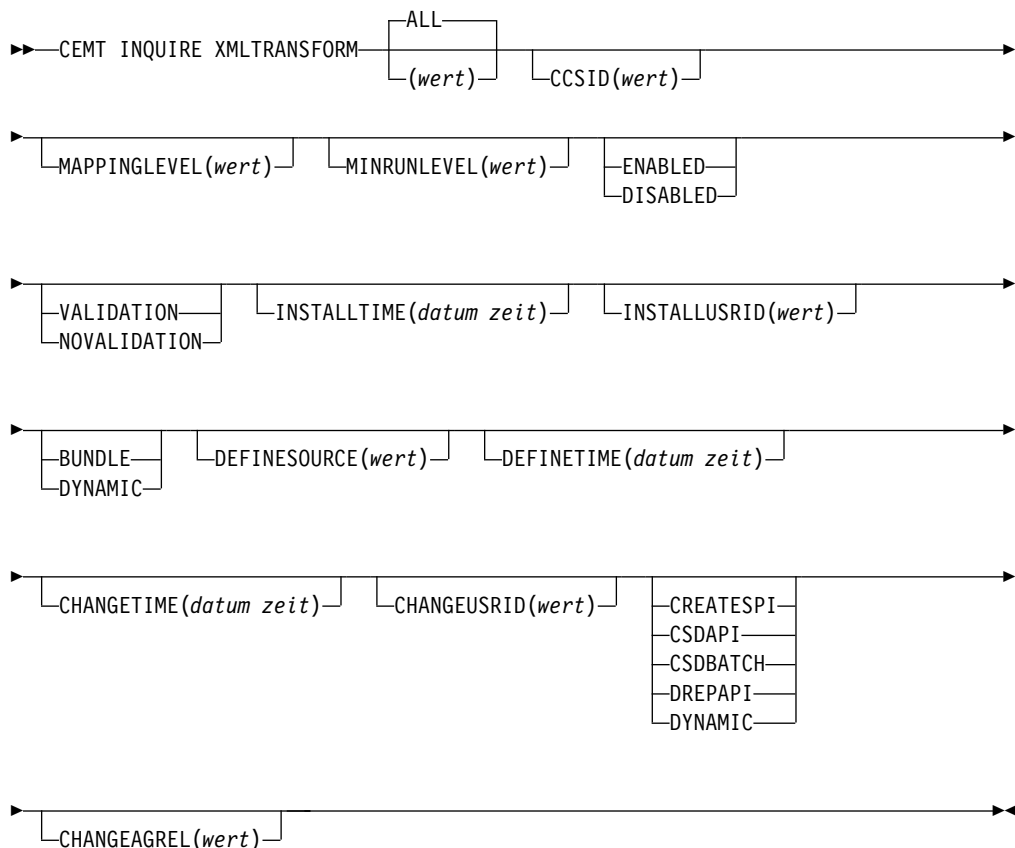 ALL
CEMT INQUIRE XMLTRANSFORM
(wert)
CCSID(wert)
MAPPINGLEVEL(wert)
MINRUNLEVEL(wert)
ENABLED
DISABLED
VALIDATION
NOVALIDATION
INSTALLTIME(datum zeit)
INSTALLUSRID(wert)
BUNDLE
DYNAMIC
DEFINESOURCE(wert)
DEFINETIME(datum zeit)
CHANGETIME(datum zeit)
CHANGEUSRID(wert)
CREATESPI
CSDAPI
CSDBATCH
DREPAPI
DYNAMIC
CHANGEAGREL(wert)